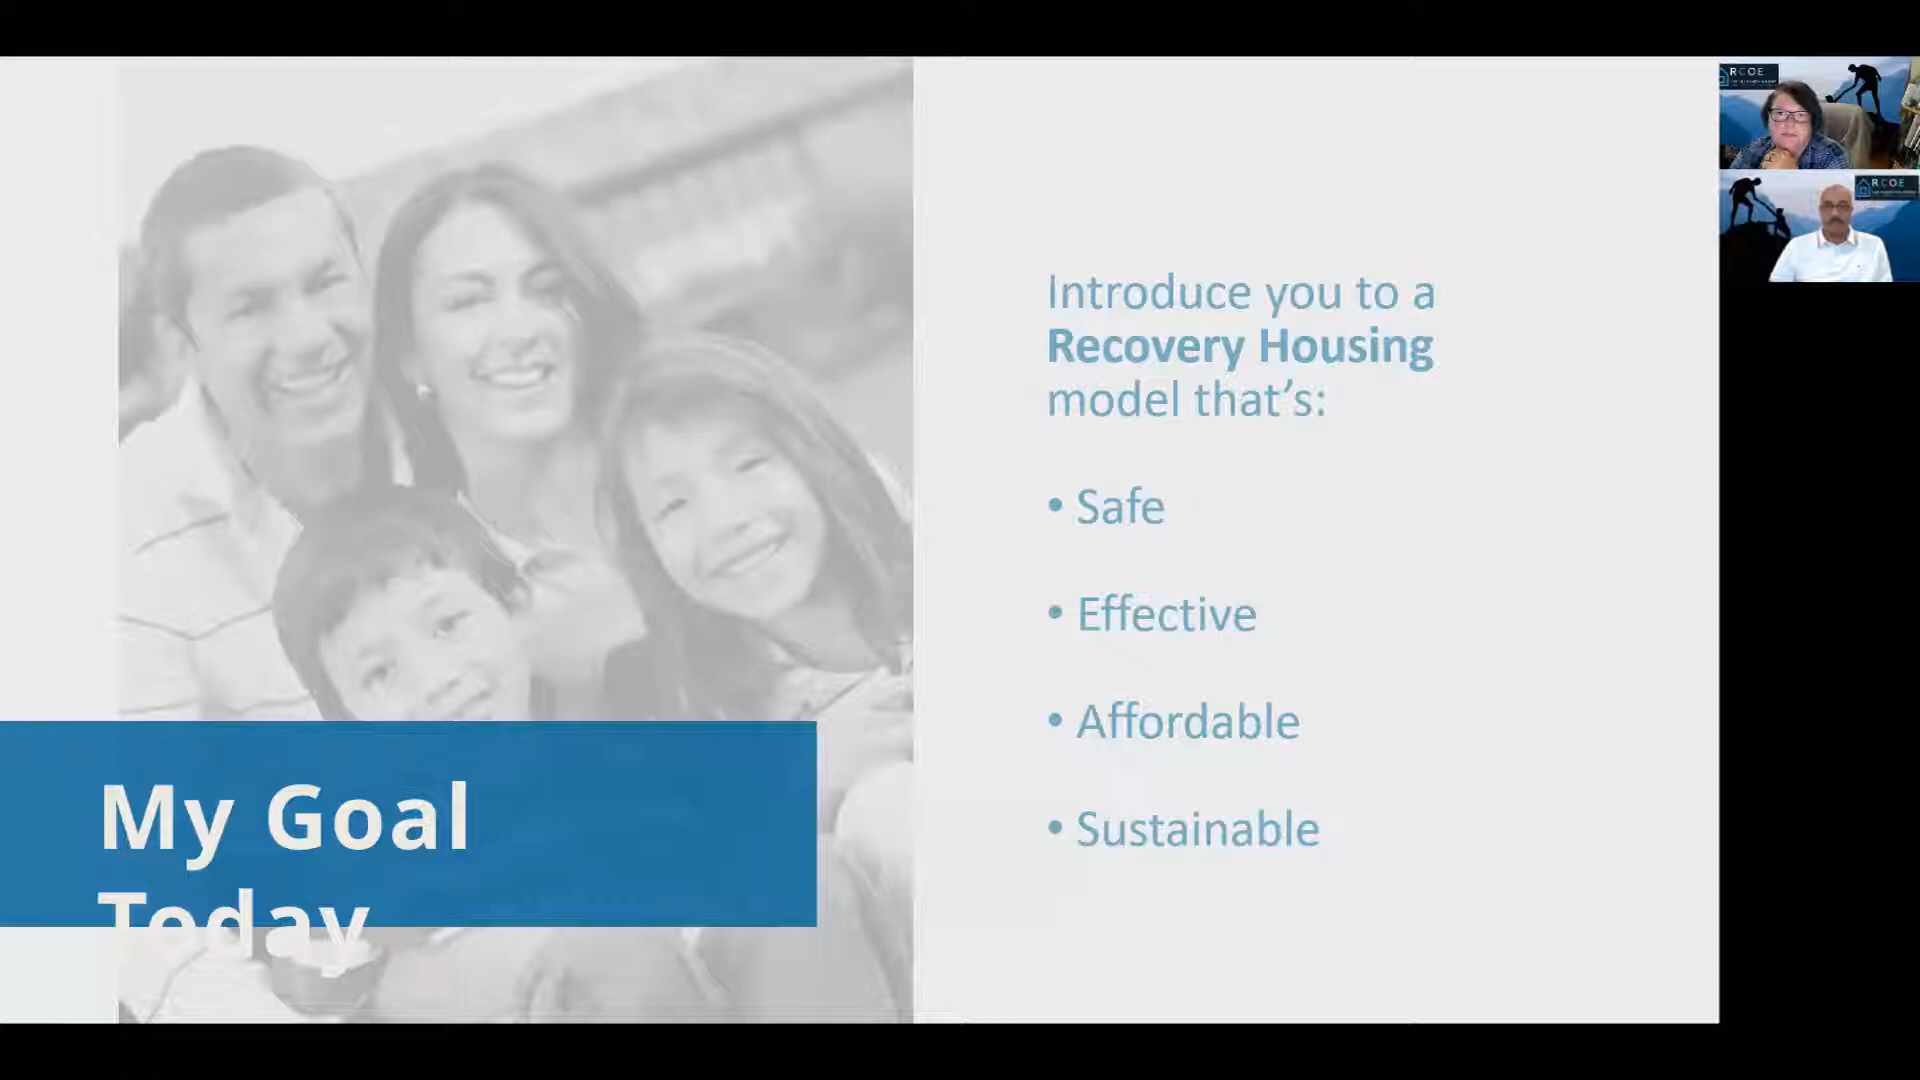 Introduce you to a
Recovery Housing
model that's:
• Safe
• Effective
• Affordable
• Sustainable
My Goal
Today
RCOE
RCOE